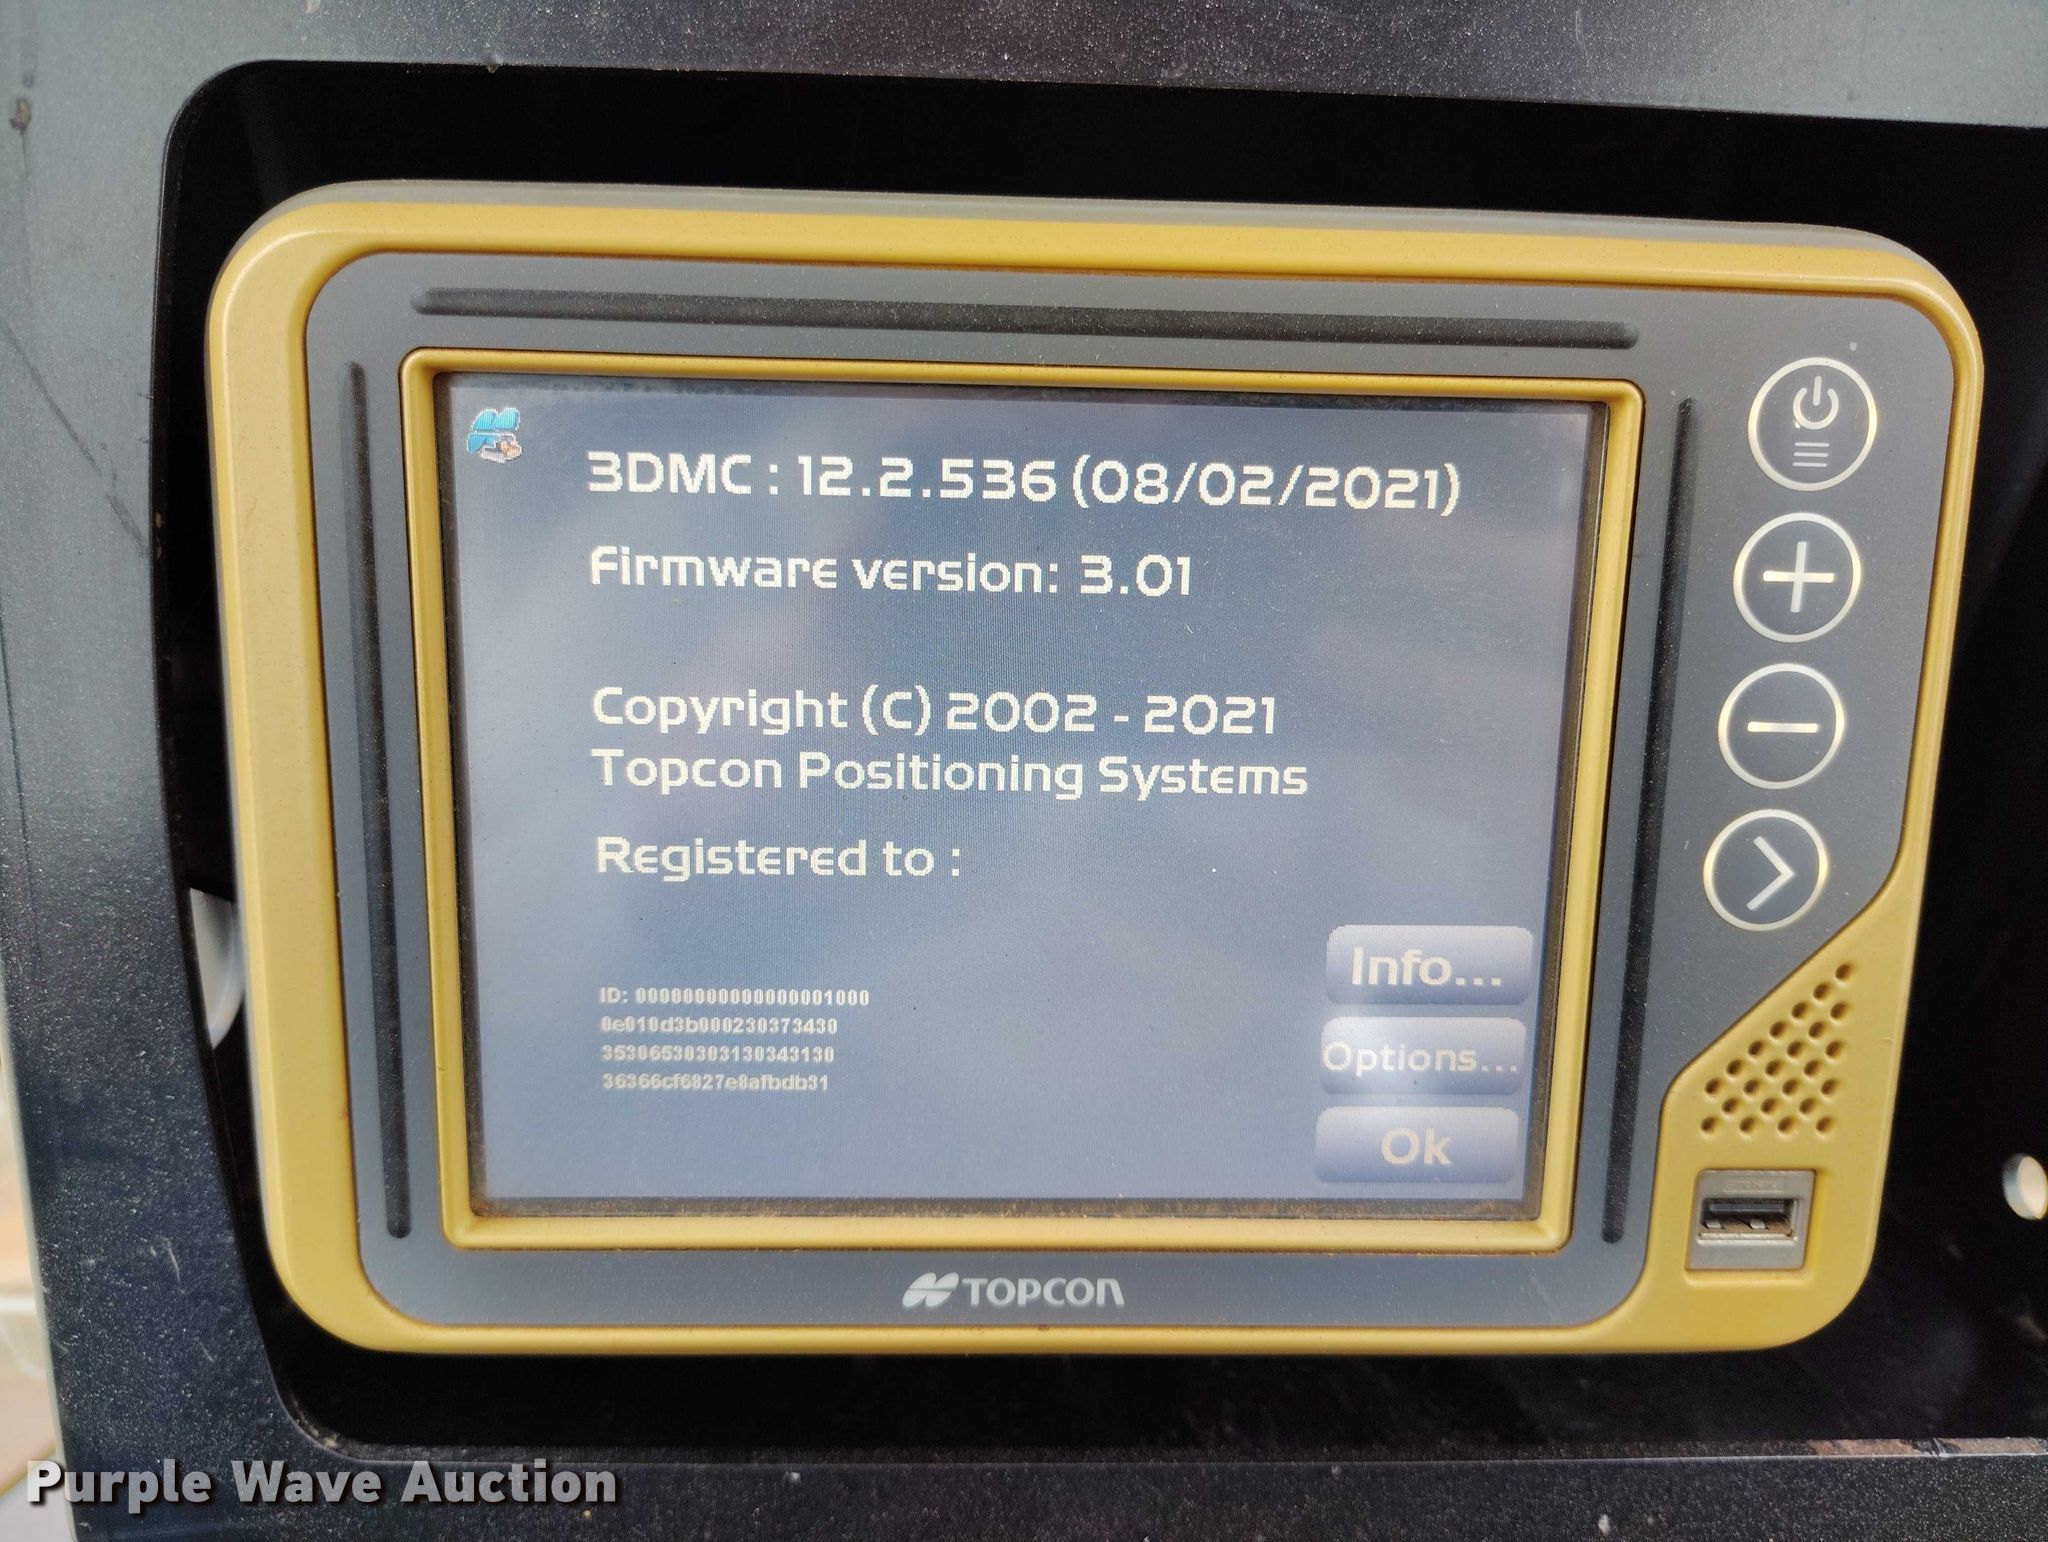 3DMC : 12.2.536 (08/02/2021)
Firmware version: 3.01
Copyright (C) 2002 - 2021
Topcon Positioning Systems
Registered to :
Info...
ID: 00000000000000001000
0e010d3b000230373430
Options...
35306530303130343130
36366cf6827e8afbdb31
Ok
TOPCON
Purple Wave Auction